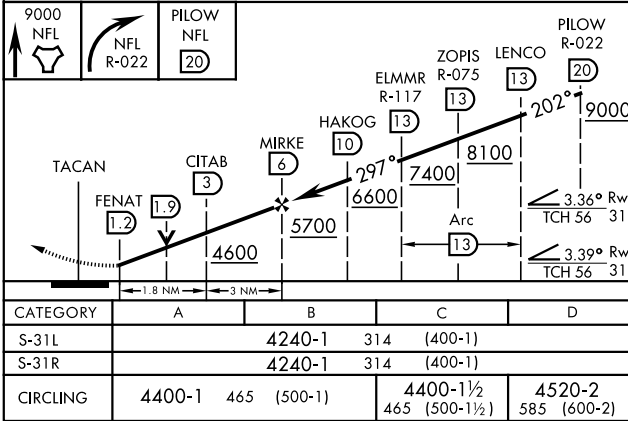 9000
NFL
NFL
R-022
PILOW
NFL
20
PILOW
R-022
20
LENCO
13
ZOPIS
R-075
13
ELMMR
R-117
13
HAKOG
10
MIRKE
6
CITAB
3
1.9
FENAT
1.2
TACAN
202°
9000
297°
8100
7400
6600
5700
4600
Arc
13
3.36° Rw
TCH 56 31
3.39° Rw
TCH 56 31
1.8 NM
3 NM
CATEGORY A B C D
S-31L 4240-1 314 (400-1)
S-31R 4240-1 314 (400-1)
CIRCLING 4400-1 465 (500-1) 4400-1½ 465 (500-1½) 4520-2 585 (600-2)